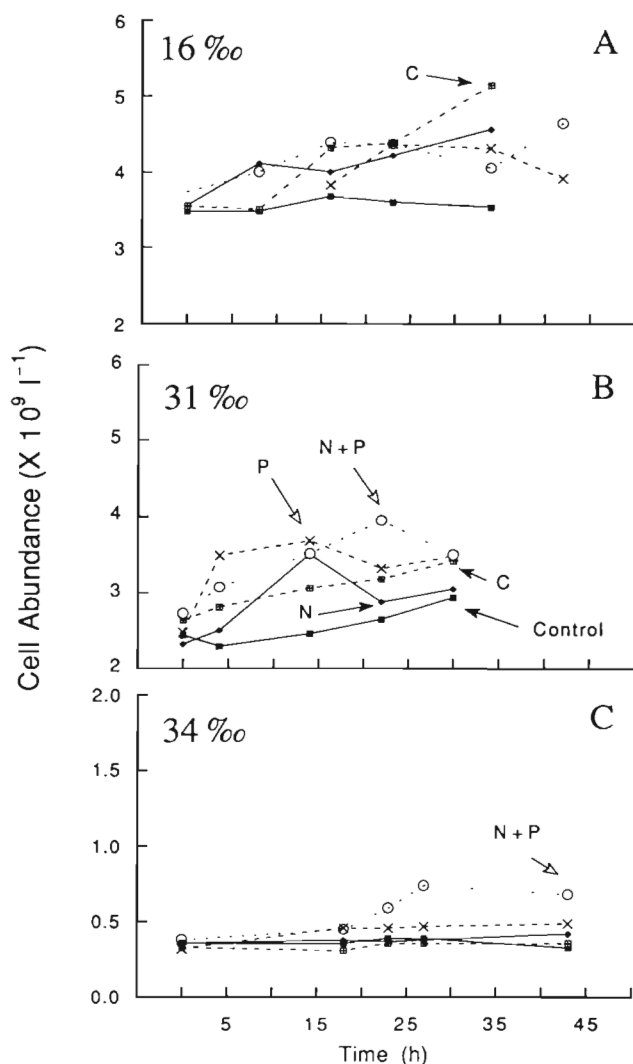 6
16 ‰
A
C
5
4
3
2
Cell Abundance (X 10⁹ l⁻¹)
6
31 ‰
B
N + P
P
5
4
3
N
C
Control
2
2.0
34 ‰
C
1.5
N + P
1.0
0.5
0.0
5 15 25 35 45
Time (h)